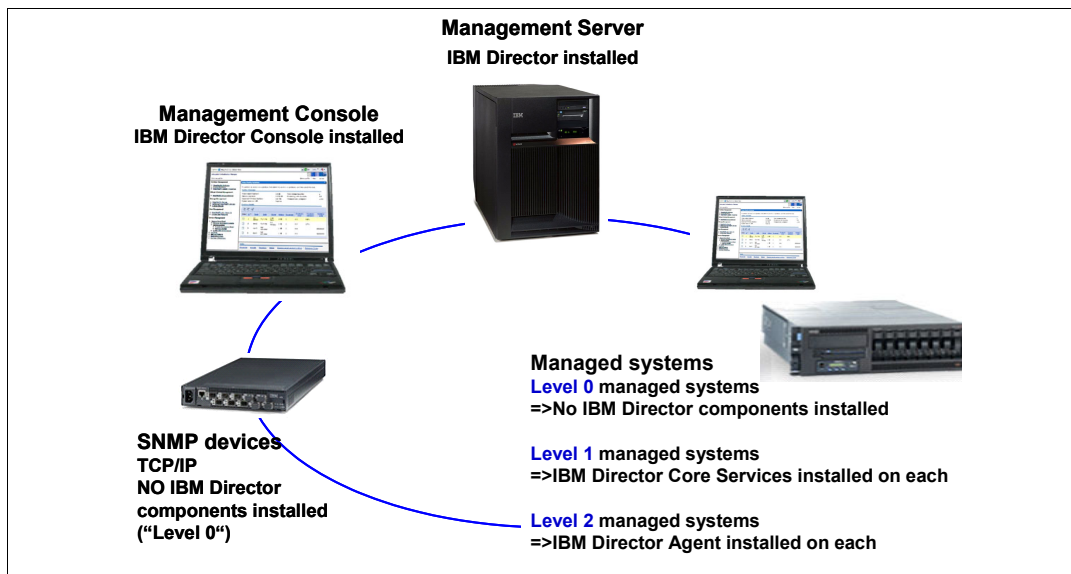 Management Server
IBM Director installed
Management Console
IBM Director Console installed
IBM
SNMP devices
TCP/IP
NO IBM Director
components installed
(“Level 0“)
Managed systems
Level 0 managed systems
=>No IBM Director components installed
Level 1 managed systems
=>IBM Director Core Services installed on each
Level 2 managed systems
=>IBM Director Agent installed on each